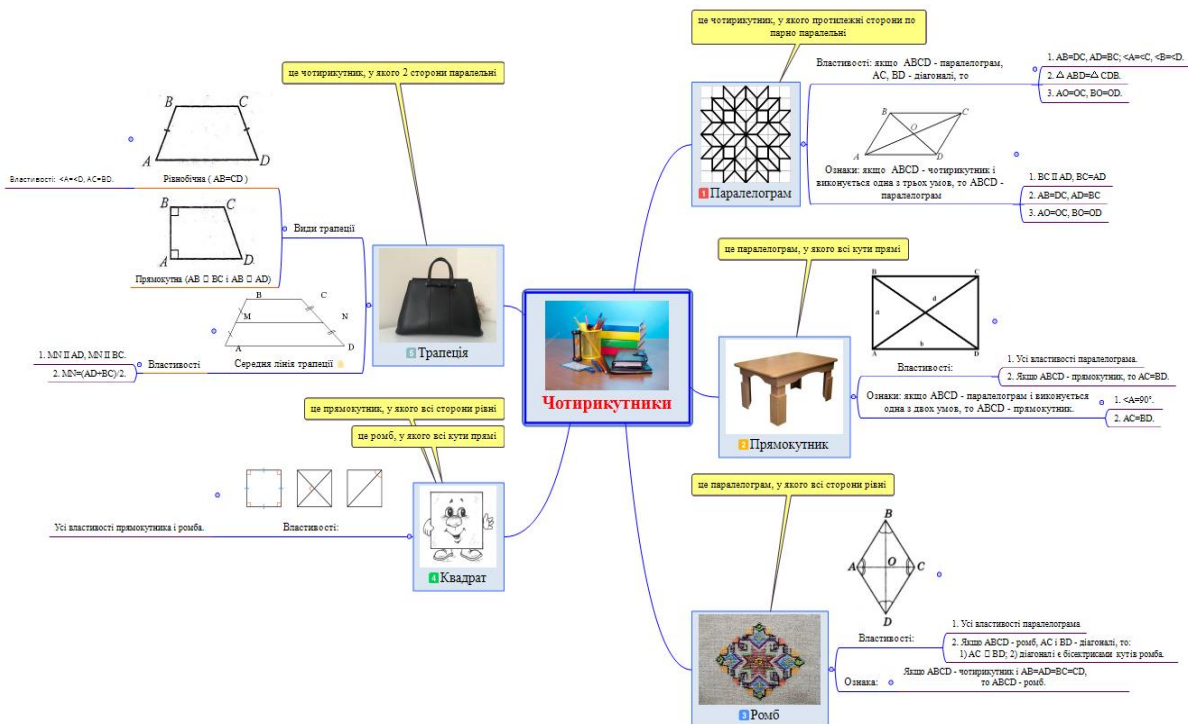 Чотирикутники
це чотирикутник, у якого протилежні сторони по
парно паралельні
1 Паралелограм
Властивості: якщо ABCD - паралелограм,
AC, BD - діагоналі, то
1. AB=DC, AD=BC; <A=<C, <B=<D.
2. △ ABD=△ CDB.
3. AO=OC, BO=OD.
B
C
O
A
D
Ознаки: якщо ABCD - чотирикутник і
виконується одна з трьох умов, то ABCD -
паралелограм
1. BC II AD, BC=AD
2. AB=DC, AD=BC
3. AO=OC, BO=OD
це паралелограм, у якого всі кути прямі
2 Прямокутник
B
C
d
a
A
b
D
Властивості:
1. Усі властивості паралелограма.
2. Якщо ABCD - прямокутник, то AC=BD.
Ознаки: якщо ABCD - паралелограм і виконується
одна з двох умов, то ABCD - прямокутник.
1. <A=90°.
2. AC=BD.
це паралелограм, у якого всі сторони рівні
3 Ромб
B
A
O
C
D
Властивості:
1. Усі властивості паралелограма
2. Якщо ABCD - ромб, AC і BD - діагоналі, то:
1) AC ▯ BD; 2) діагоналі є бісектрисами кутів ромба.
Ознака:
Якщо ABCD - чотирикутник і AB=AD=BC=CD,
то ABCD - ромб.
це прямокутник, у якого всі сторони рівні
це ромб, у якого всі кути прямі
4 Квадрат
Властивості:
Усі властивості прямокутника і ромба.
це чотирикутник, у якого 2 сторони паралельні
5 Трапеція
Види трапеції
B
C
A
D
Рівнобічна ( AB=CD )
Властивості: <A=<D, AC=BD.
B
C
A
D
Прямокутна (AB ▯ BC і AB ▯ AD)
B
C
M
N
A
D
Середня лінія трапеції
Властивості
1. MN II AD, MN II BC.
2. MN=(AD+BC)/2.